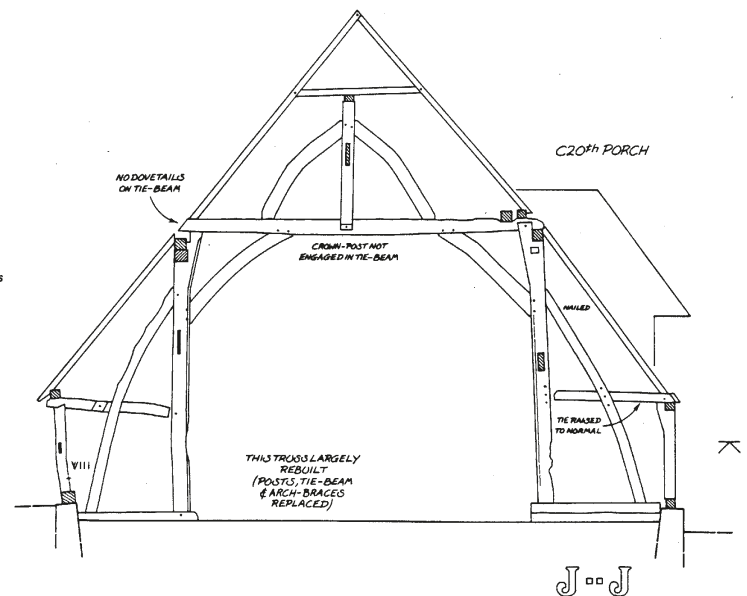 C20th PORCH
NO DOVETAILS
ON TIE-BEAM
CROWN-POST NOT
ENGAGED IN TIE-BEAM
S
NAILED
TIE RAISED
TO NORMAL
VIII
THIS TRUSS LARGELY
REBUILT
(POSTS, TIE-BEAM
& ARCH-BRACES
REPLACED)
K
J-J